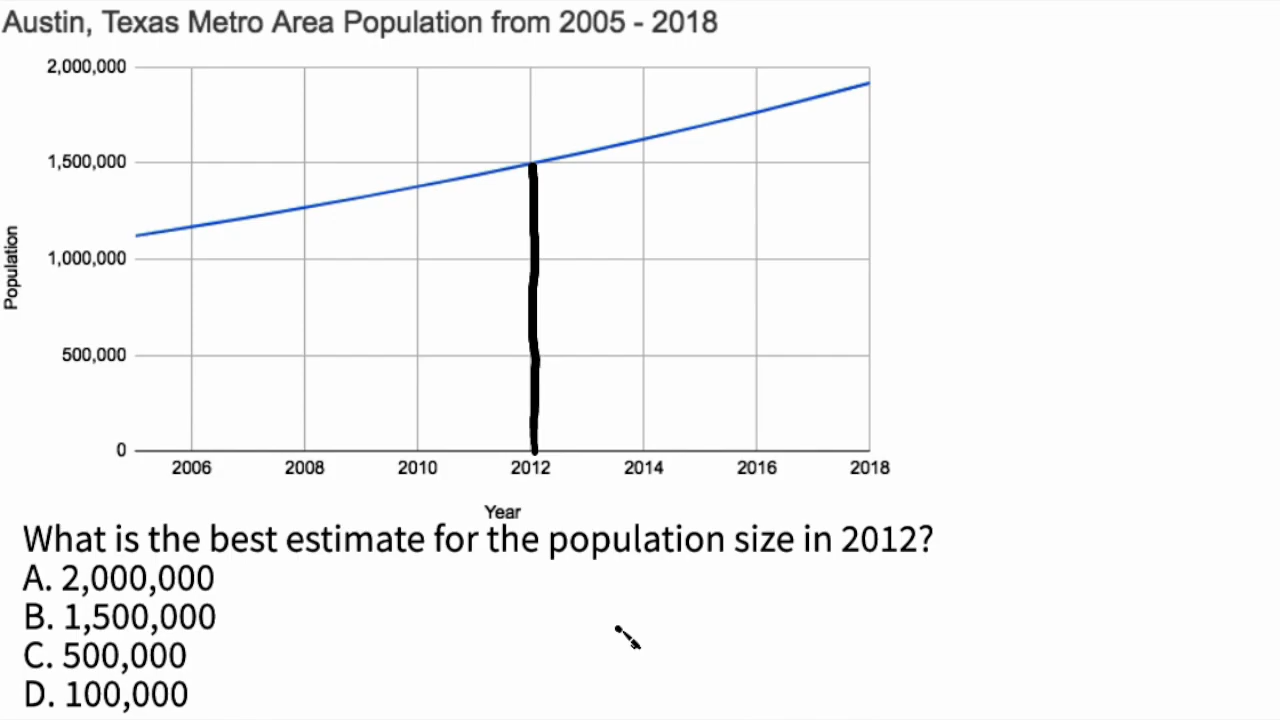 Austin, Texas Metro Area Population from 2005 - 2018
2,000,000
1,500,000
1,000,000
500,000
0
Population
2006 2008 2010 2012 2014 2016 2018
Year
What is the best estimate for the population size in 2012?
A. 2,000,000
B. 1,500,000
C. 500,000
D. 100,000